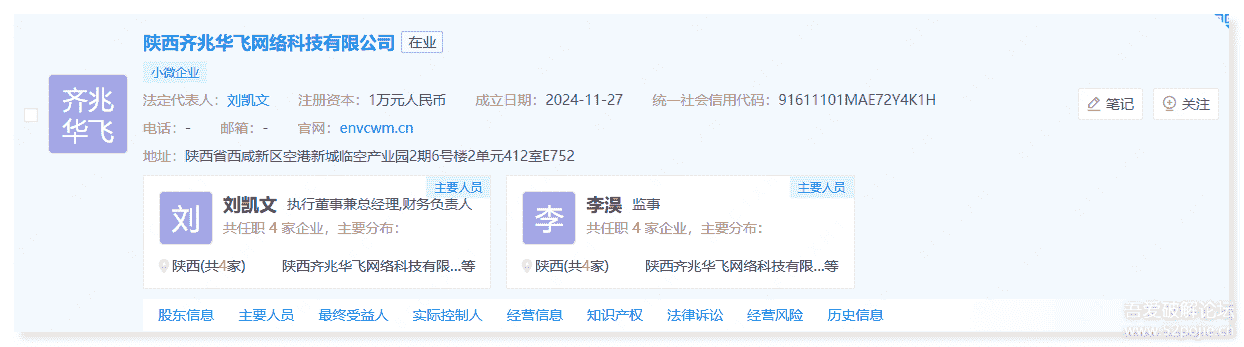 陕西齐兆华飞网络科技有限公司 在业
小微企业
齐兆
华飞
法定代表人：刘凯文 注册资本：1万元人民币 成立日期：2024-11-27 统一社会信用代码：91611101MAE72Y4K1H
笔记 关注
电话：- 邮箱：- 官网：envcwm.cn
地址：陕西省西咸新区空港新城临空产业园2期6号楼2单元412室E752
主要人员
刘 刘凯文 执行董事兼总经理,财务负责人
共任职 4 家企业，主要分布：
陕西(共4家) 陕西齐兆华飞网络科技有限...等
主要人员
李 李淏 监事
共任职 4 家企业，主要分布：
陕西(共4家) 陕西齐兆华飞网络科技有限...等
股东信息 主要人员 最终受益人 实际控制人 经营信息 知识产权 法律诉讼 经营风险 历史信息
吾爱破解论坛
www.52pojie.cn